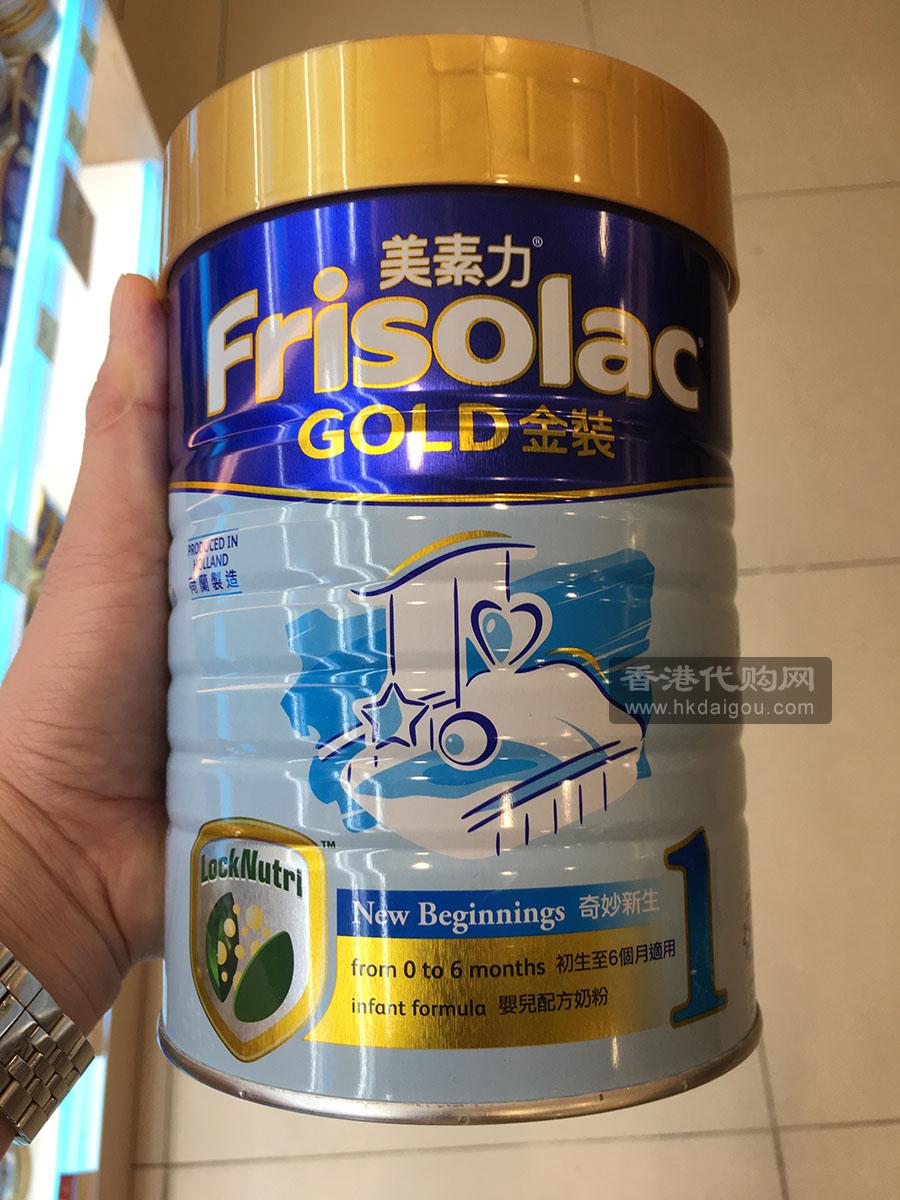 美素力®
Frisolac
GOLD 金裝
PRODUCED IN
HOLLAND
荷蘭製造
香港代购网
www.hkdaigou.com
LockNutri™
New Beginnings 奇妙新生
1
from 0 to 6 months 初生至6個月適用
infant formula 嬰兒配方奶粉